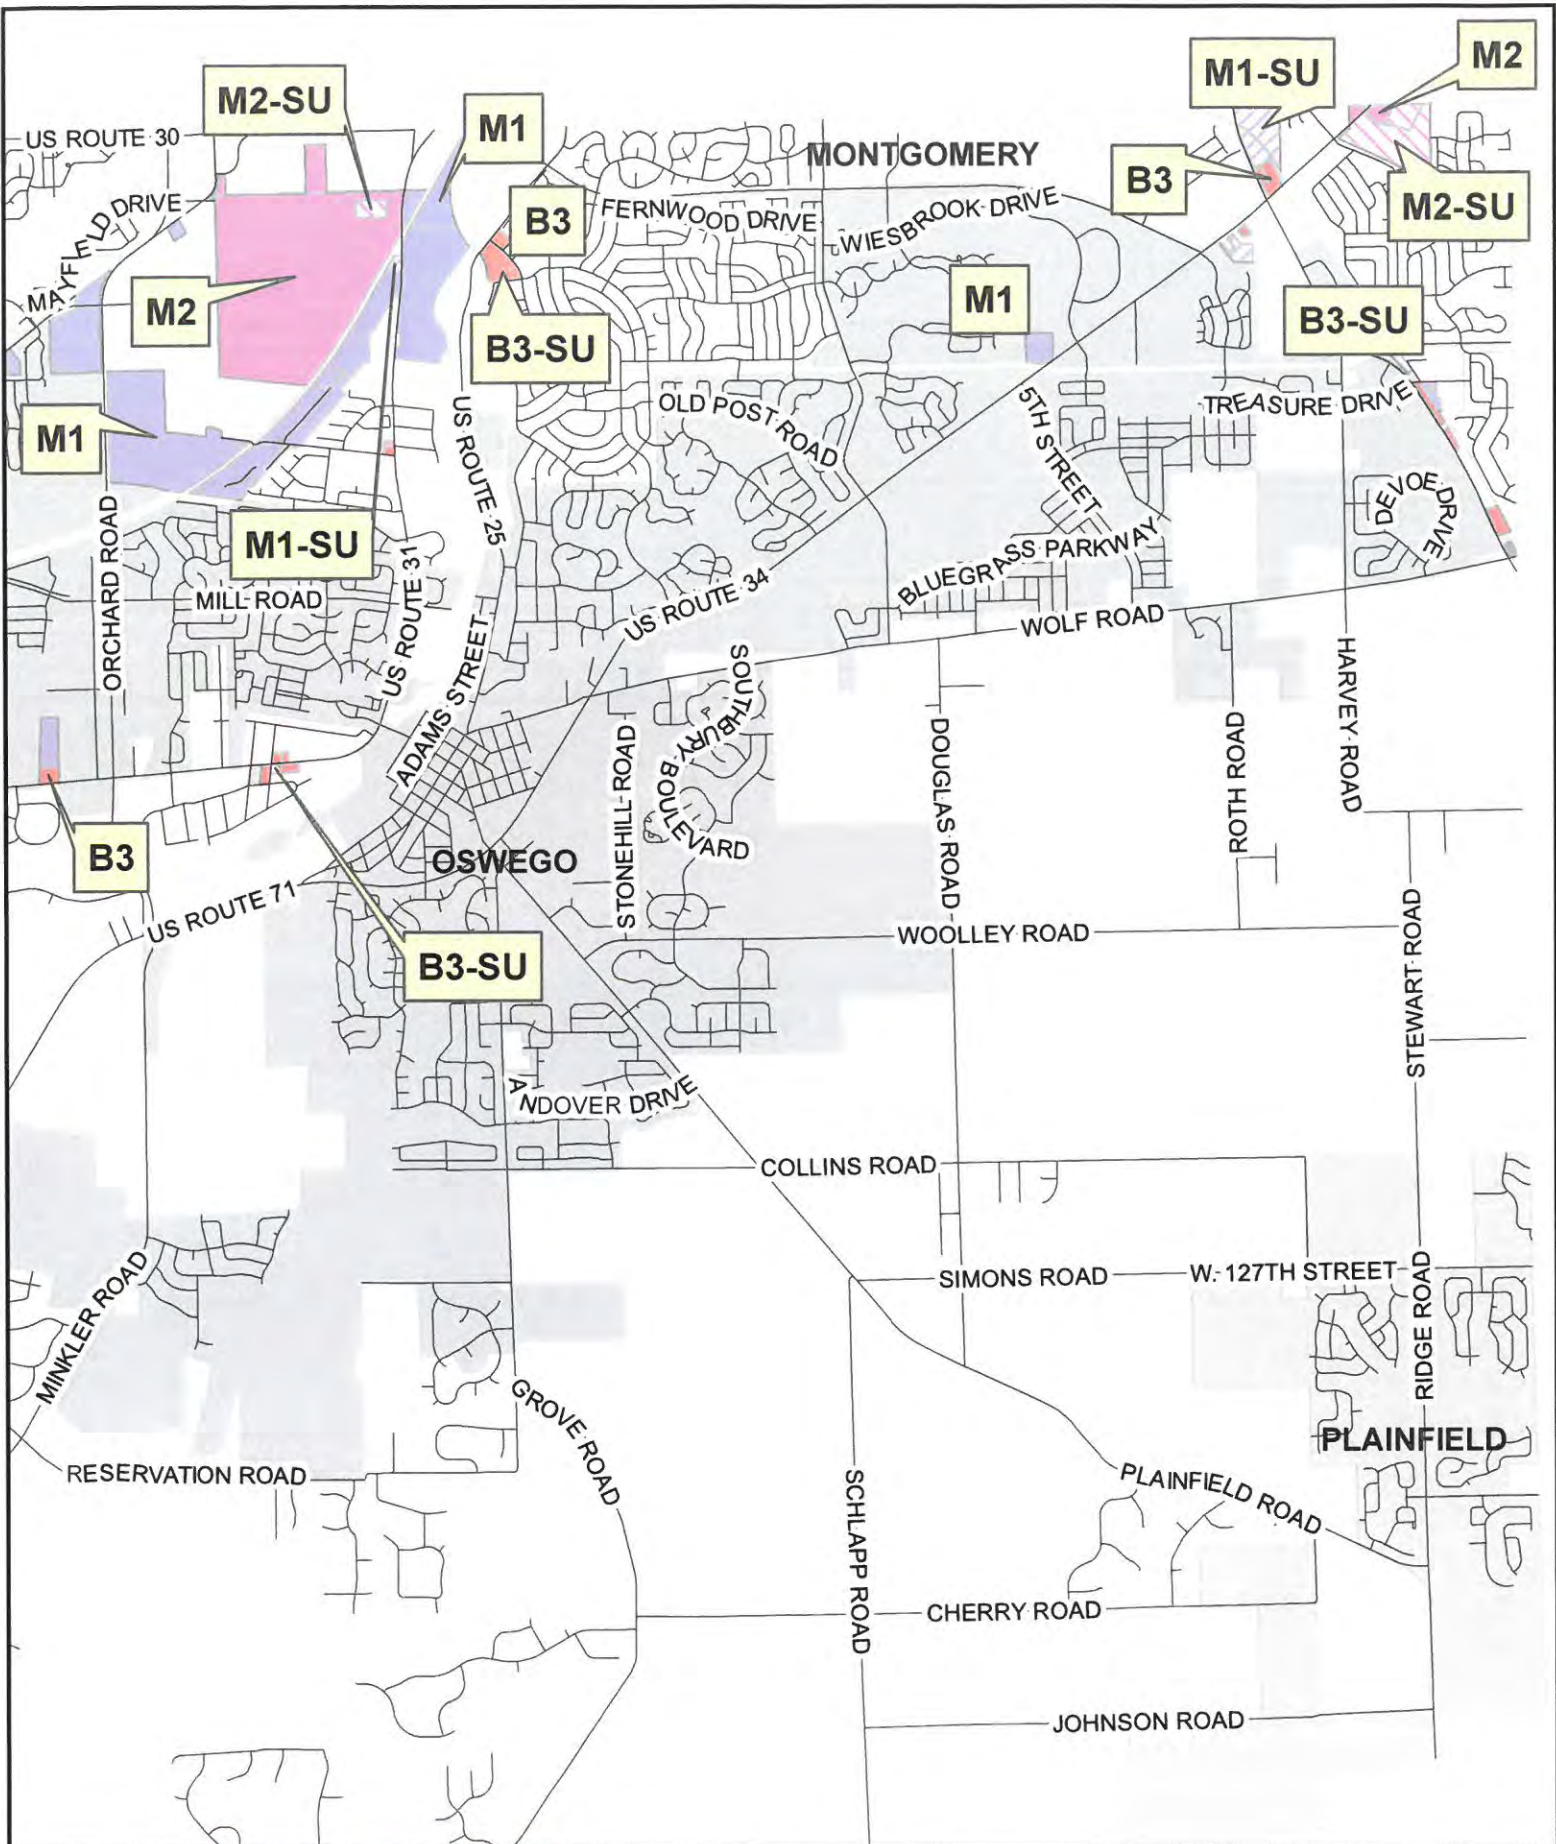 M2
M1-SU
M2-SU
M1
US ROUTE 30
MONTGOMERY
B3
M2-SU
B3
FERNWOOD DRIVE
WIESBROOK DRIVE
MAYFIELD DRIVE
M2
M1
B3-SU
B3-SU
OLD POST ROAD
5TH STREET
TREASURE DRIVE
M1
US ROUTE 25
DEVOE DRIVE
ORCHARD ROAD
M1-SU
US ROUTE 31
BLUEGRASS PARKWAY
MILL ROAD
US ROUTE 34
WOLF ROAD
ADAMS STREET
SOUTHBURY BOULEVARD
HARVEY ROAD
STONEHILL ROAD
DOUGLAS ROAD
ROTH ROAD
B3
OSWEGO
US ROUTE 71
B3-SU
WOOLLEY ROAD
STEWART ROAD
ANDOVER DRIVE
COLLINS ROAD
SIMONS ROAD
W. 127TH STREET
MINKLER ROAD
RIDGE ROAD
GROVE ROAD
PLAINFIELD
RESERVATION ROAD
SCHLAPP ROAD
PLAINFIELD ROAD
CHERRY ROAD
JOHNSON ROAD